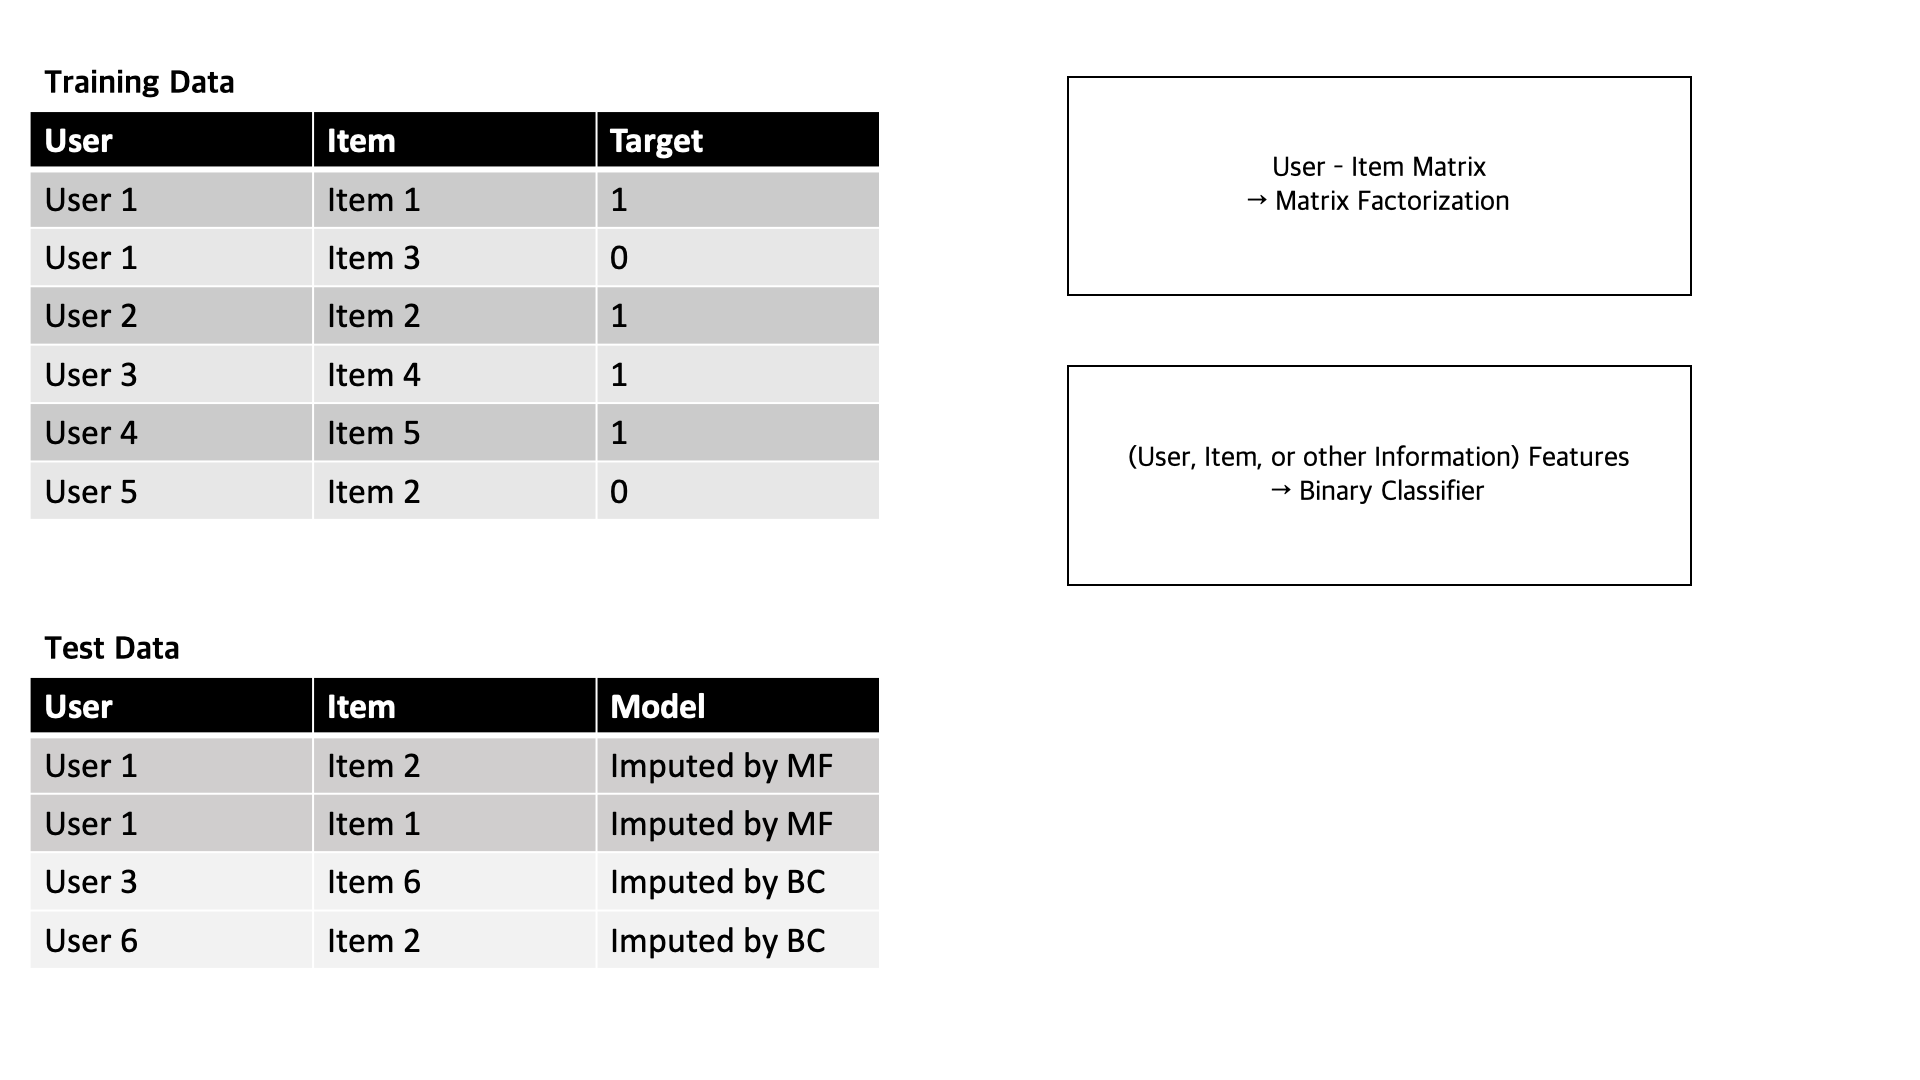 Training Data
User Item Target
User 1 Item 1 1
User 1 Item 3 0
User 2 Item 2 1
User 3 Item 4 1
User 4 Item 5 1
User 5 Item 2 0
Test Data
User Item Model
User 1 Item 2 Imputed by MF
User 1 Item 1 Imputed by MF
User 3 Item 6 Imputed by BC
User 6 Item 2 Imputed by BC
User - Item Matrix
→ Matrix Factorization
(User, Item, or other Information) Features
→ Binary Classifier